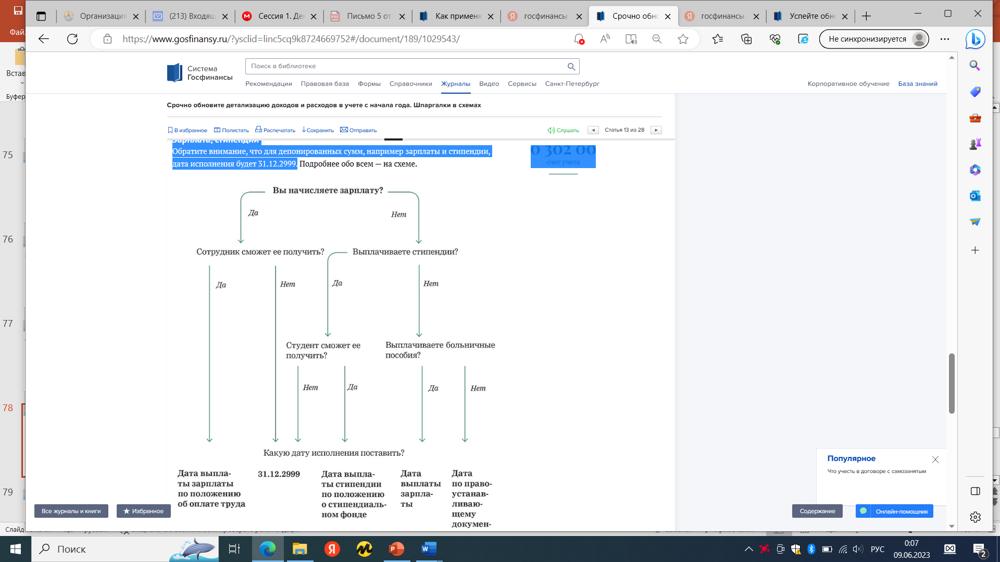 Организация
(213) Входящ
Сессия 1. Де
Письмо 5 от
Как применя
госфинансы
Срочно обно
госфинансы
Успейте обн
Файл
https://www.gosfinansy.ru/?ysclid=linc5cq9k8724669752#/document/189/1029543/
Не синхронизируется
Встав
Буфер
Система
Госфинансы
Поиск в библиотеке
Рекомендации Правовая база Формы Справочники Журналы Видео Сервисы Санкт-Петербург
Корпоративное обучение База знаний
Срочно обновите детализацию доходов и расходов в учете с начала года. Шпаргалки в схемах
В избранное Полистать Распечатать Сохранить Отправить
Слушать Статья 13 из 28
Зарплата, стипендии
Обратите внимание, что для депонированных сумм, например зарплаты и стипендии,
дата исполнения будет 31.12.2999. Подробнее обо всем — на схеме.
0 302 00
счет учета
Вы начисляете зарплату?
Да
Нет
Сотрудник сможет ее получить?
Выплачиваете стипендии?
Да
Нет
Да
Нет
Студент сможет ее
получить?
Выплачиваете больничные
пособия?
Нет
Да
Да
Нет
Какую дату исполнения поставить?
Дата выпла-
ты зарплаты
по положению
об оплате труда
31.12.2999
Дата выпла-
ты стипендии
по положению
о стипендиаль-
ном фонде
Дата
выплаты
зарпла-
ты
Дата
по право-
устанав-
ливаю-
щему
докумен-
75
76
77
78
79
Популярное
Что учесть в договоре с самозанятым
Все журналы и книги
Избранное
Содержание
Онлайн-помощник
Слайд
Поиск
РУС
0:07
09.06.2023
2